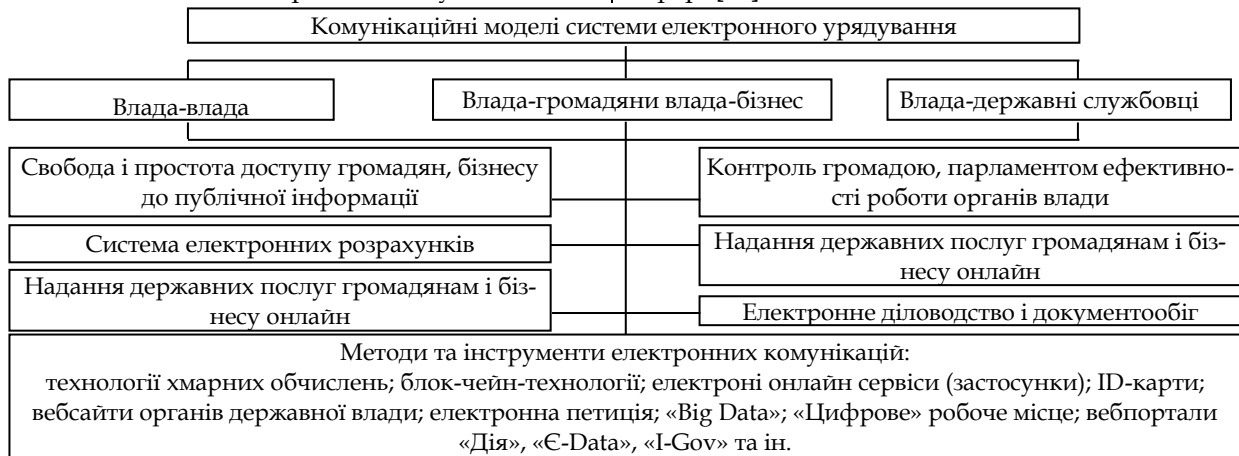 Комунікаційні моделі системи електронного урядування
Влада-влада
Влада-громадяни влада-бізнес
Влада-державні службовці
Свобода і простота доступу громадян, бізнесу
до публічної інформації
Контроль громадою, парламентом ефективно-
сті роботи органів влади
Система електронних розрахунків
Надання державних послуг громадянам і біз-
несу онлайн
Надання державних послуг громадянам і біз-
несу онлайн
Електронне діловодство і документообіг
Методи та інструменти електронних комунікацій:
технології хмарних обчислень; блок-чейн-технології; електроні онлайн сервіси (застосунки); ID-карти;
вебсайти органів державної влади; електронна петиція; «Big Data»; «Цифрове» робоче місце; вебпортали
«Дія», «Є-Data», «I-Gov» та ін.